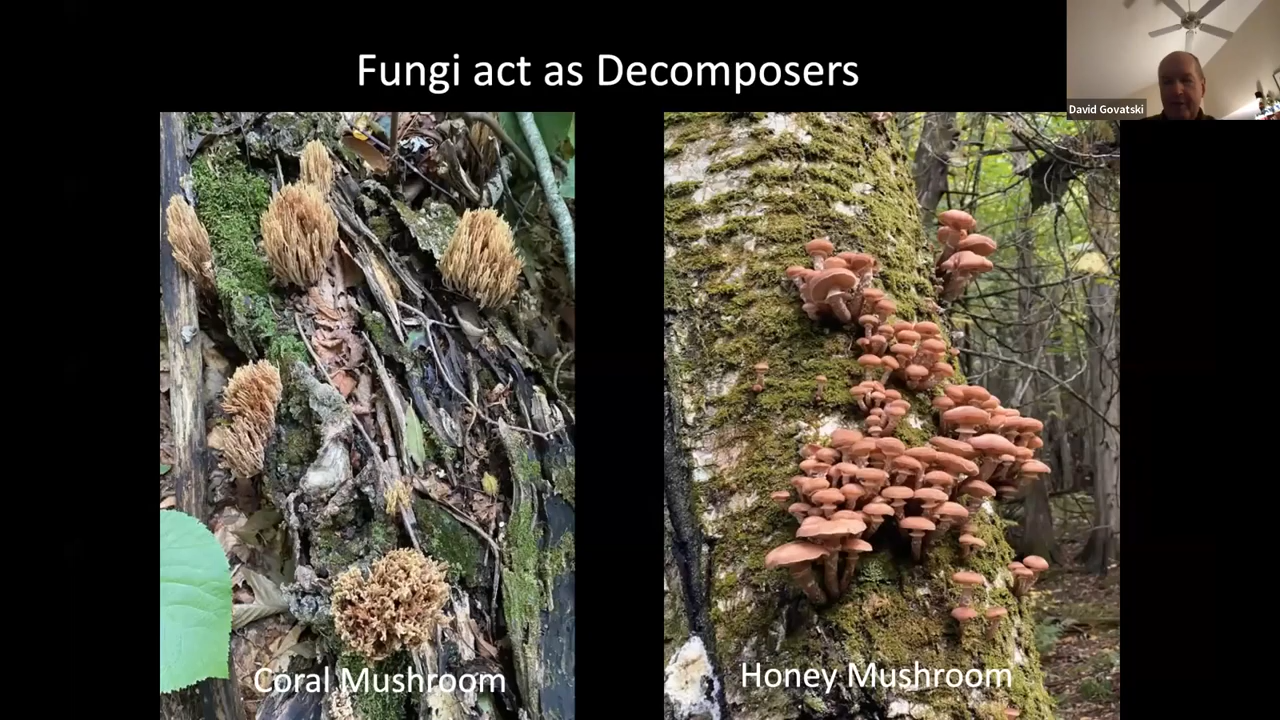 Fungi act as Decomposers
David Govatski
Coral Mushroom
Honey Mushroom